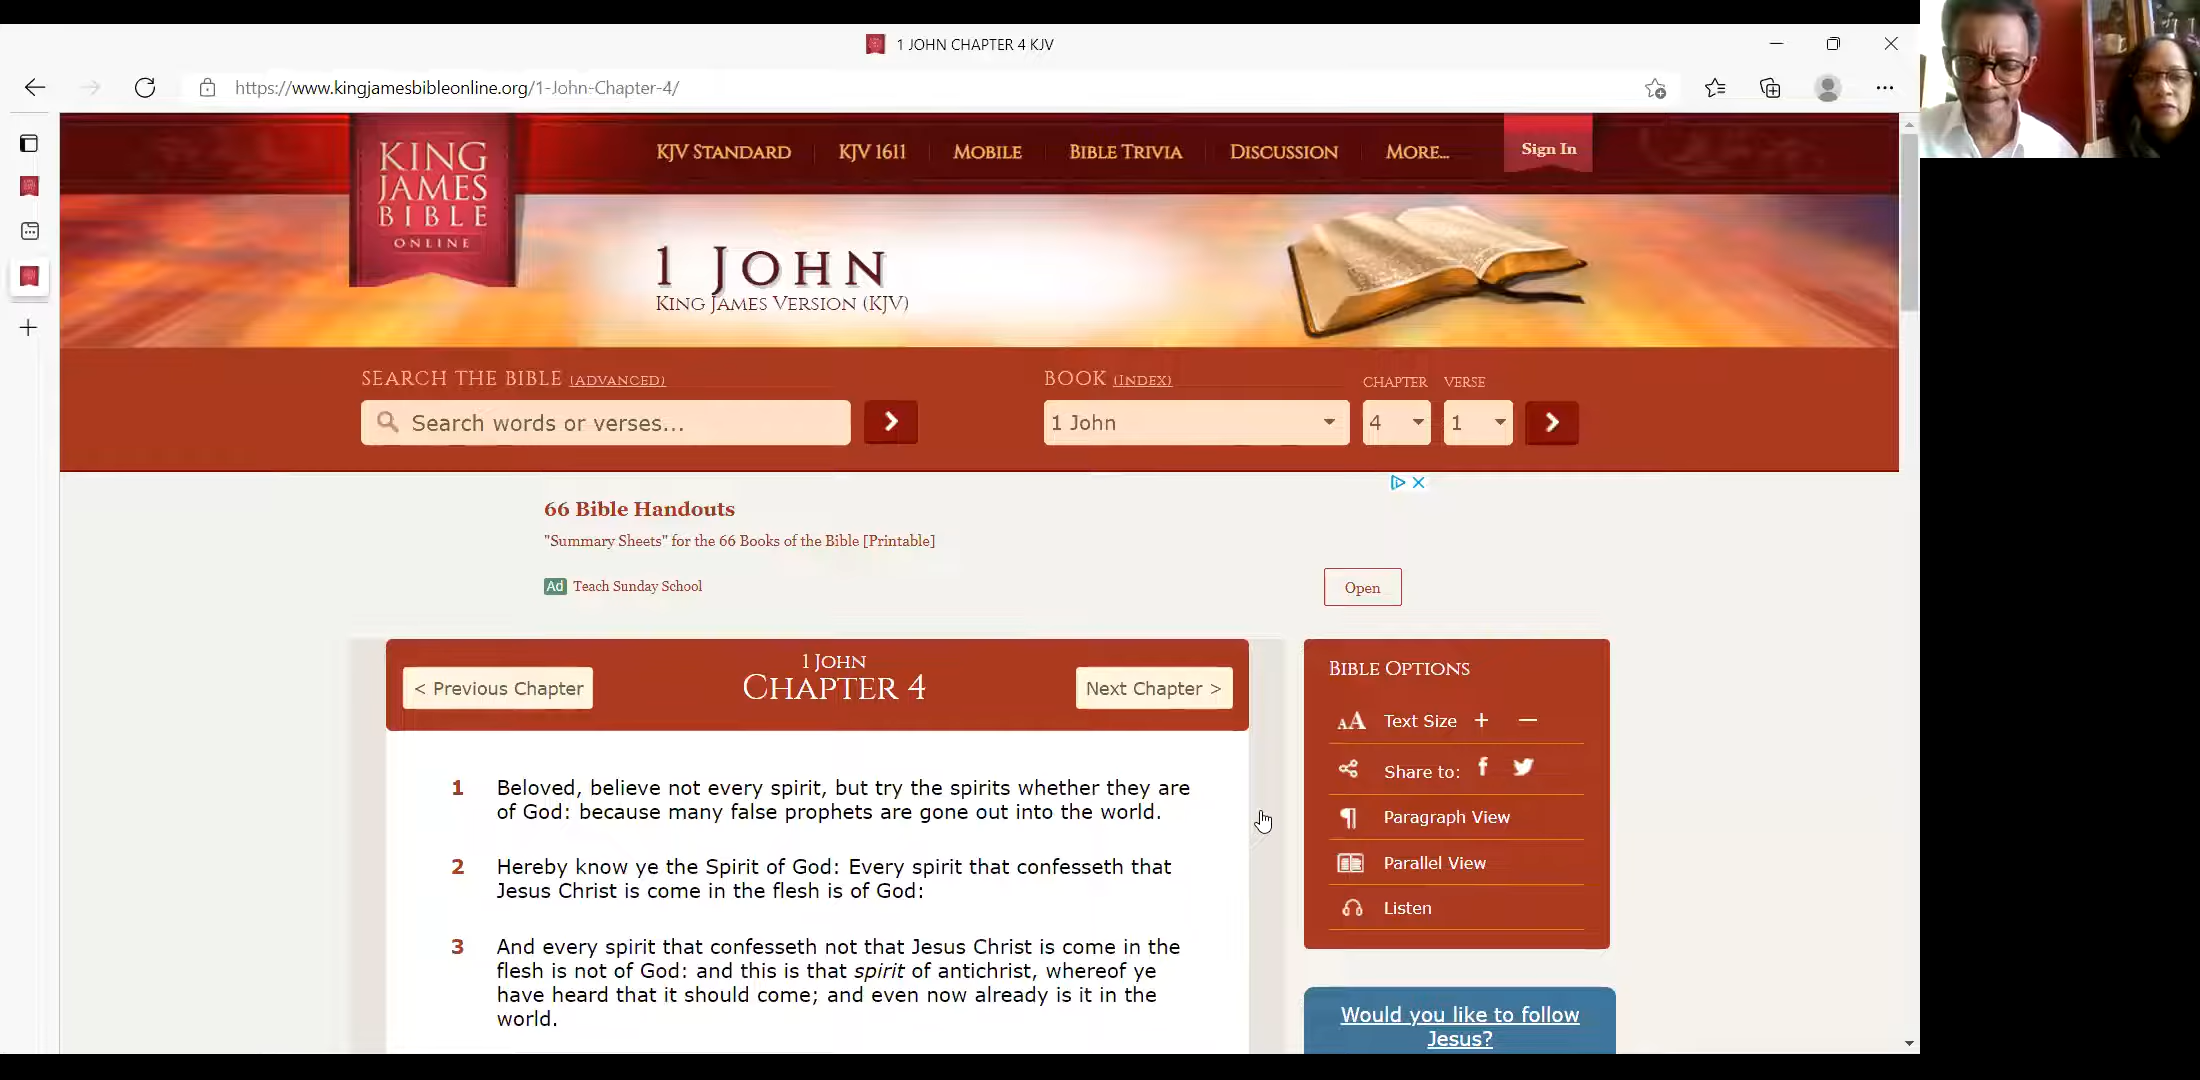 1 JOHN CHAPTER 4 KJV
https://www.kingjamesbibleonline.org/1-John-Chapter-4/
KING
JAMES
BIBLE
ONLINE
KJV STANDARD
KJV 1611
MOBILE
BIBLE TRIVIA
DISCUSSION
MORE...
Sign In
1 JOHN
KING JAMES VERSION (KJV)
SEARCH THE BIBLE (ADVANCED)
BOOK (INDEX)
CHAPTER
VERSE
Search words or verses...
1 John
4
1
66 Bible Handouts
"Summary Sheets" for the 66 Books of the Bible [Printable]
Ad Teach Sunday School
Open
< Previous Chapter
1 JOHN
CHAPTER 4
Next Chapter >
1 Beloved, believe not every spirit, but try the spirits whether they are
of God: because many false prophets are gone out into the world.
2 Hereby know ye the Spirit of God: Every spirit that confesseth that
Jesus Christ is come in the flesh is of God:
3 And every spirit that confesseth not that Jesus Christ is come in the
flesh is not of God: and this is that spirit of antichrist, whereof ye
have heard that it should come; and even now already is it in the
world.
BIBLE OPTIONS
AA Text Size + −
Share to:
Paragraph View
Parallel View
Listen
Would you like to follow
Jesus?